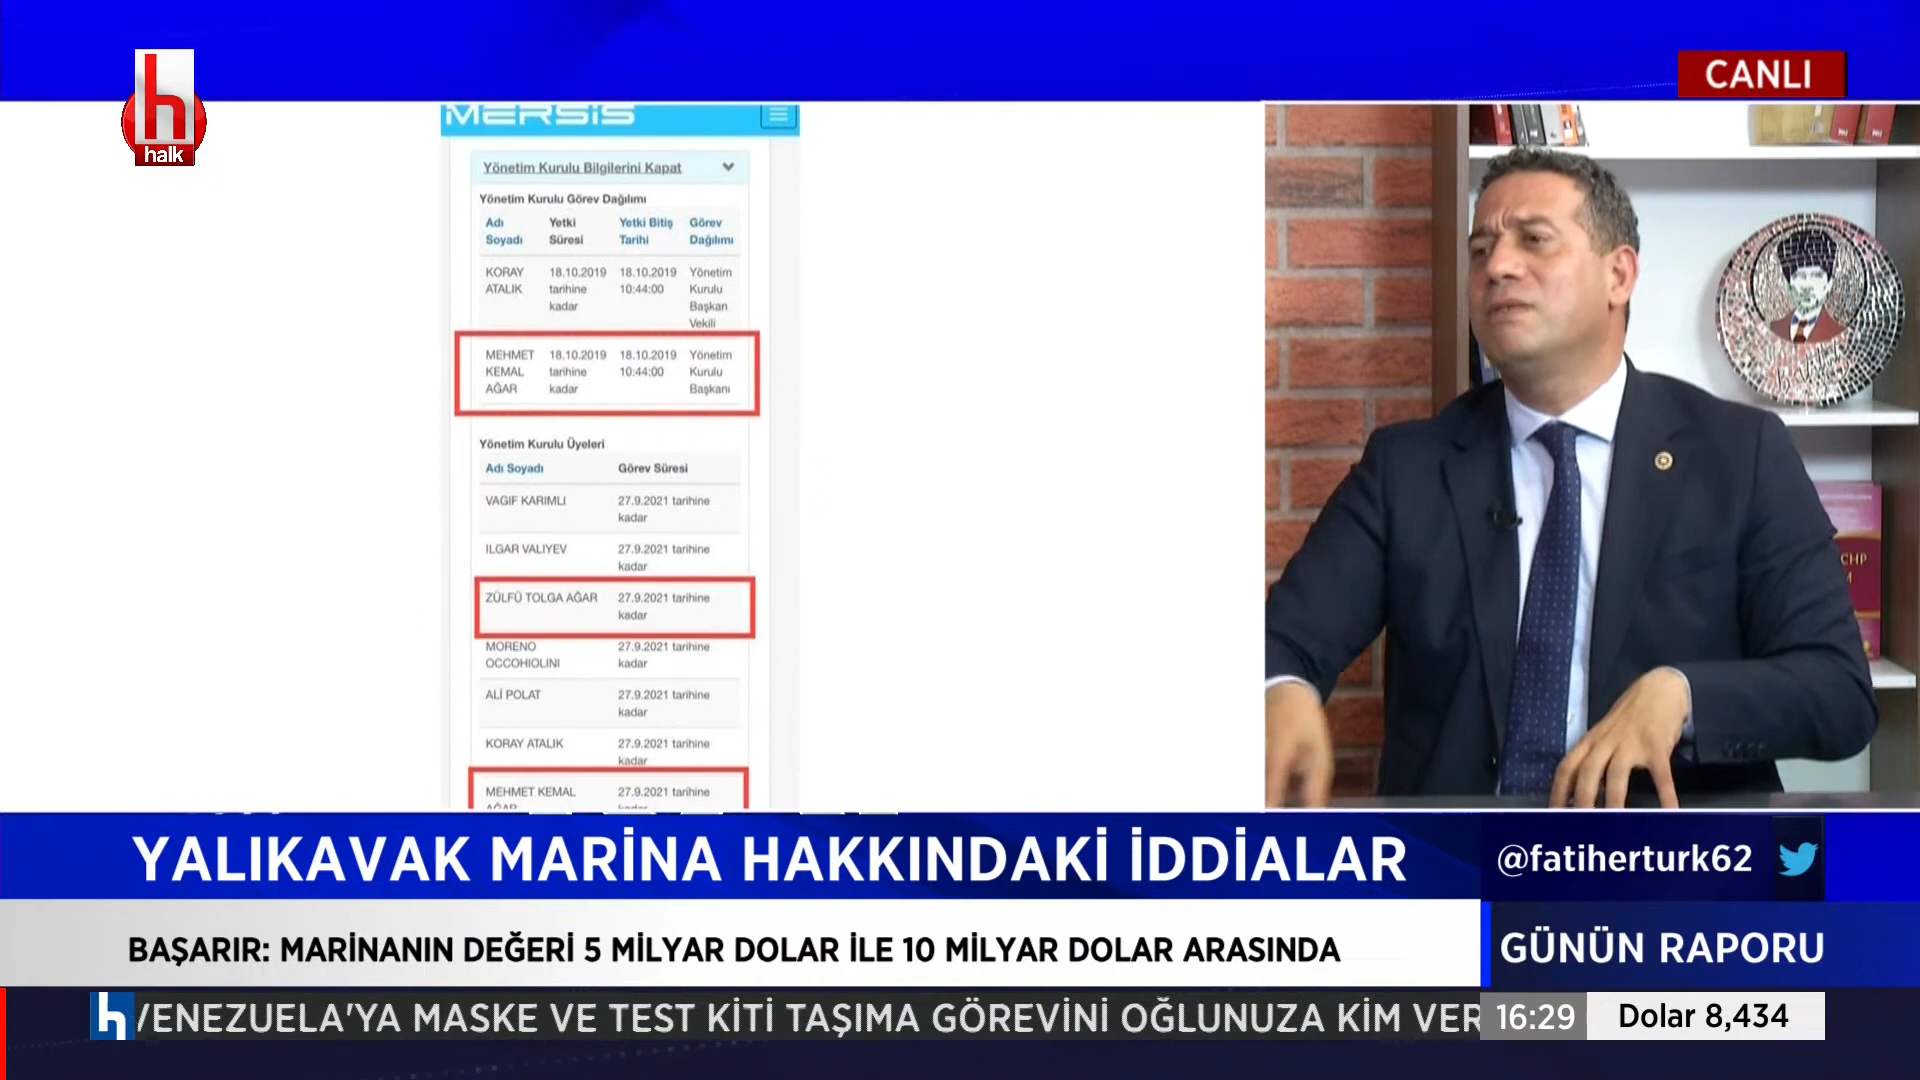 halk
CANLI
MERSIS
Yönetim Kurulu Bilgilerini Kapat
Yönetim Kurulu Görev Dağılımı
Adı Soyadı Yetki Süresi Yetki Bitiş Tarihi Görev Dağılımı
KORAY ATALIK 18.10.2019 tarihine kadar 18.10.2019 10:44:00 Yönetim Kurulu Başkan Vekili
MEHMET KEMAL AĞAR 18.10.2019 tarihine kadar 18.10.2019 10:44:00 Yönetim Kurulu Başkanı
Yönetim Kurulu Üyeleri
Adı Soyadı Görev Süresi
VAGIF KARIMLI 27.9.2021 tarihine kadar
ILGAR VALIYEV 27.9.2021 tarihine kadar
ZÜLFÜ TOLGA AĞAR 27.9.2021 tarihine kadar
MORENO OCCOHIOLINI 27.9.2021 tarihine kadar
ALİ POLAT 27.9.2021 tarihine kadar
KORAY ATALIK 27.9.2021 tarihine kadar
MEHMET KEMAL AĞAR 27.9.2021 tarihine kadar
CHP
YALIKAVAK MARİNA HAKKINDAKİ İDDİALAR
@fatiherturk62
BAŞARIR: MARİNANIN DEĞERİ 5 MİLYAR DOLAR İLE 10 MİLYAR DOLAR ARASINDA
GÜNÜN RAPORU
VENEZUELA'YA MASKE VE TEST KİTİ TAŞIMA GÖREVİNİ OĞLUNUZA KİM VER
16:29
Dolar 8,434